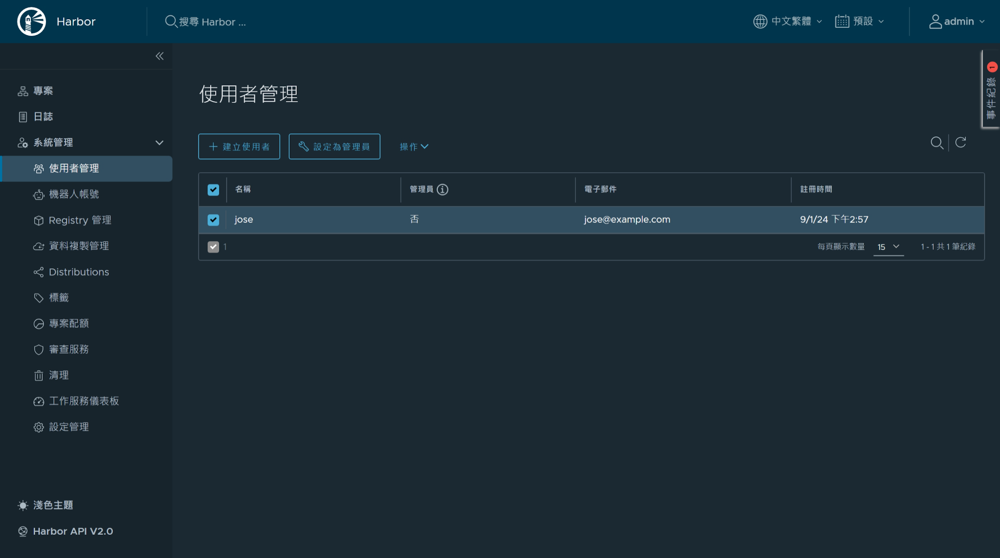 Harbor
搜尋 Harbor ...
中文繁體
預設
admin
專案
日誌
系統管理
使用者管理
機器人帳號
Registry 管理
資料複製管理
Distributions
標籤
專案配額
審查服務
清理
工作服務儀表板
設定管理
淺色主題
Harbor API V2.0
使用者管理
建立使用者
設定為管理員
操作
名稱 管理員 電子郵件 註冊時間
jose 否 jose@example.com 9/1/24 下午2:57
1 每頁顯示數量 15 1 - 1 共 1 筆紀錄
事件紀錄 1